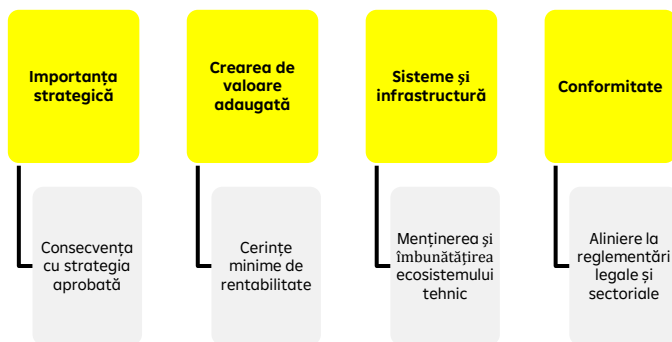 Importanța
strategică
Crearea de
valoare
adaugată
Sisteme și
infrastructură
Conformitate
Consecvența
cu strategia
aprobată
Cerințe
minime de
rentabilitate
Menținerea și
îmbunătățirea
ecosistemului
tehnic
Aliniere la
reglementări
legale și
sectoriale